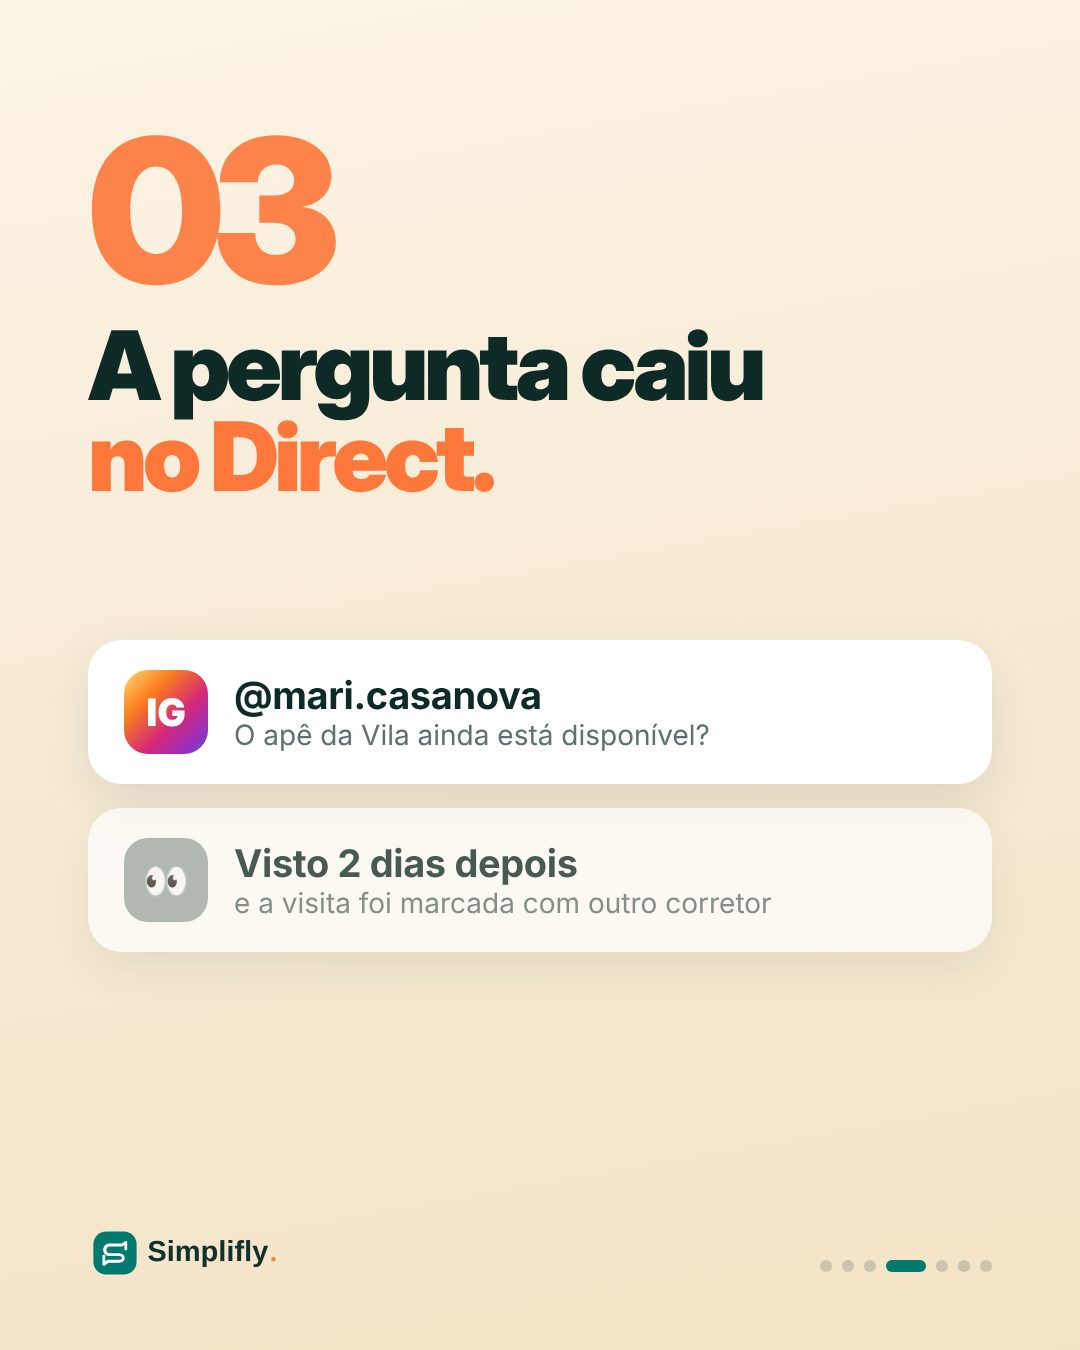 03
A pergunta caiu
no Direct.
IG
@mari.casanova
O apê da Vila ainda está disponível?
👀
Visto 2 dias depois
e a visita foi marcada com outro corretor
Simplifly.